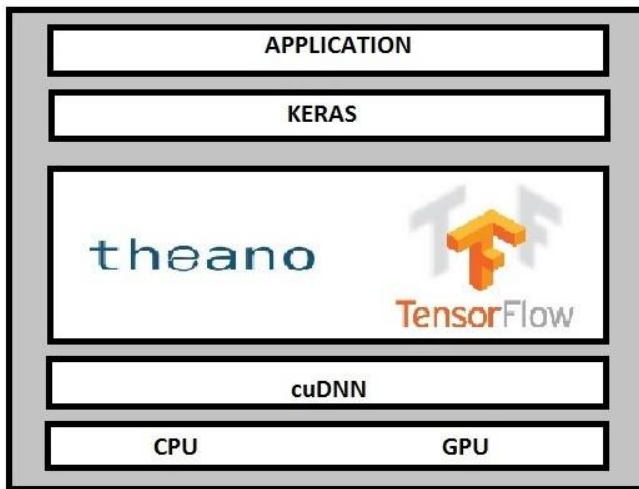 APPLICATION
KERAS
theano
TensorFlow
cuDNN
CPU GPU